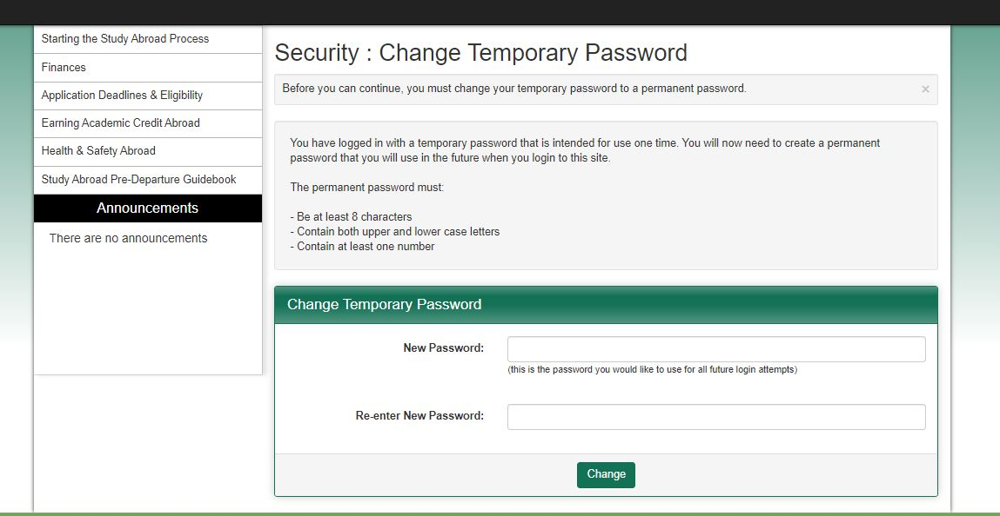 Starting the Study Abroad Process
Finances
Application Deadlines & Eligibility
Earning Academic Credit Abroad
Health & Safety Abroad
Study Abroad Pre-Departure Guidebook
Announcements
There are no announcements
Security : Change Temporary Password
Before you can continue, you must change your temporary password to a permanent password.
×
You have logged in with a temporary password that is intended for use one time. You will now need to create a permanent
password that you will use in the future when you login to this site.
The permanent password must:
- Be at least 8 characters
- Contain both upper and lower case letters
- Contain at least one number
Change Temporary Password
New Password:
(this is the password you would like to use for all future login attempts)
Re-enter New Password:
Change